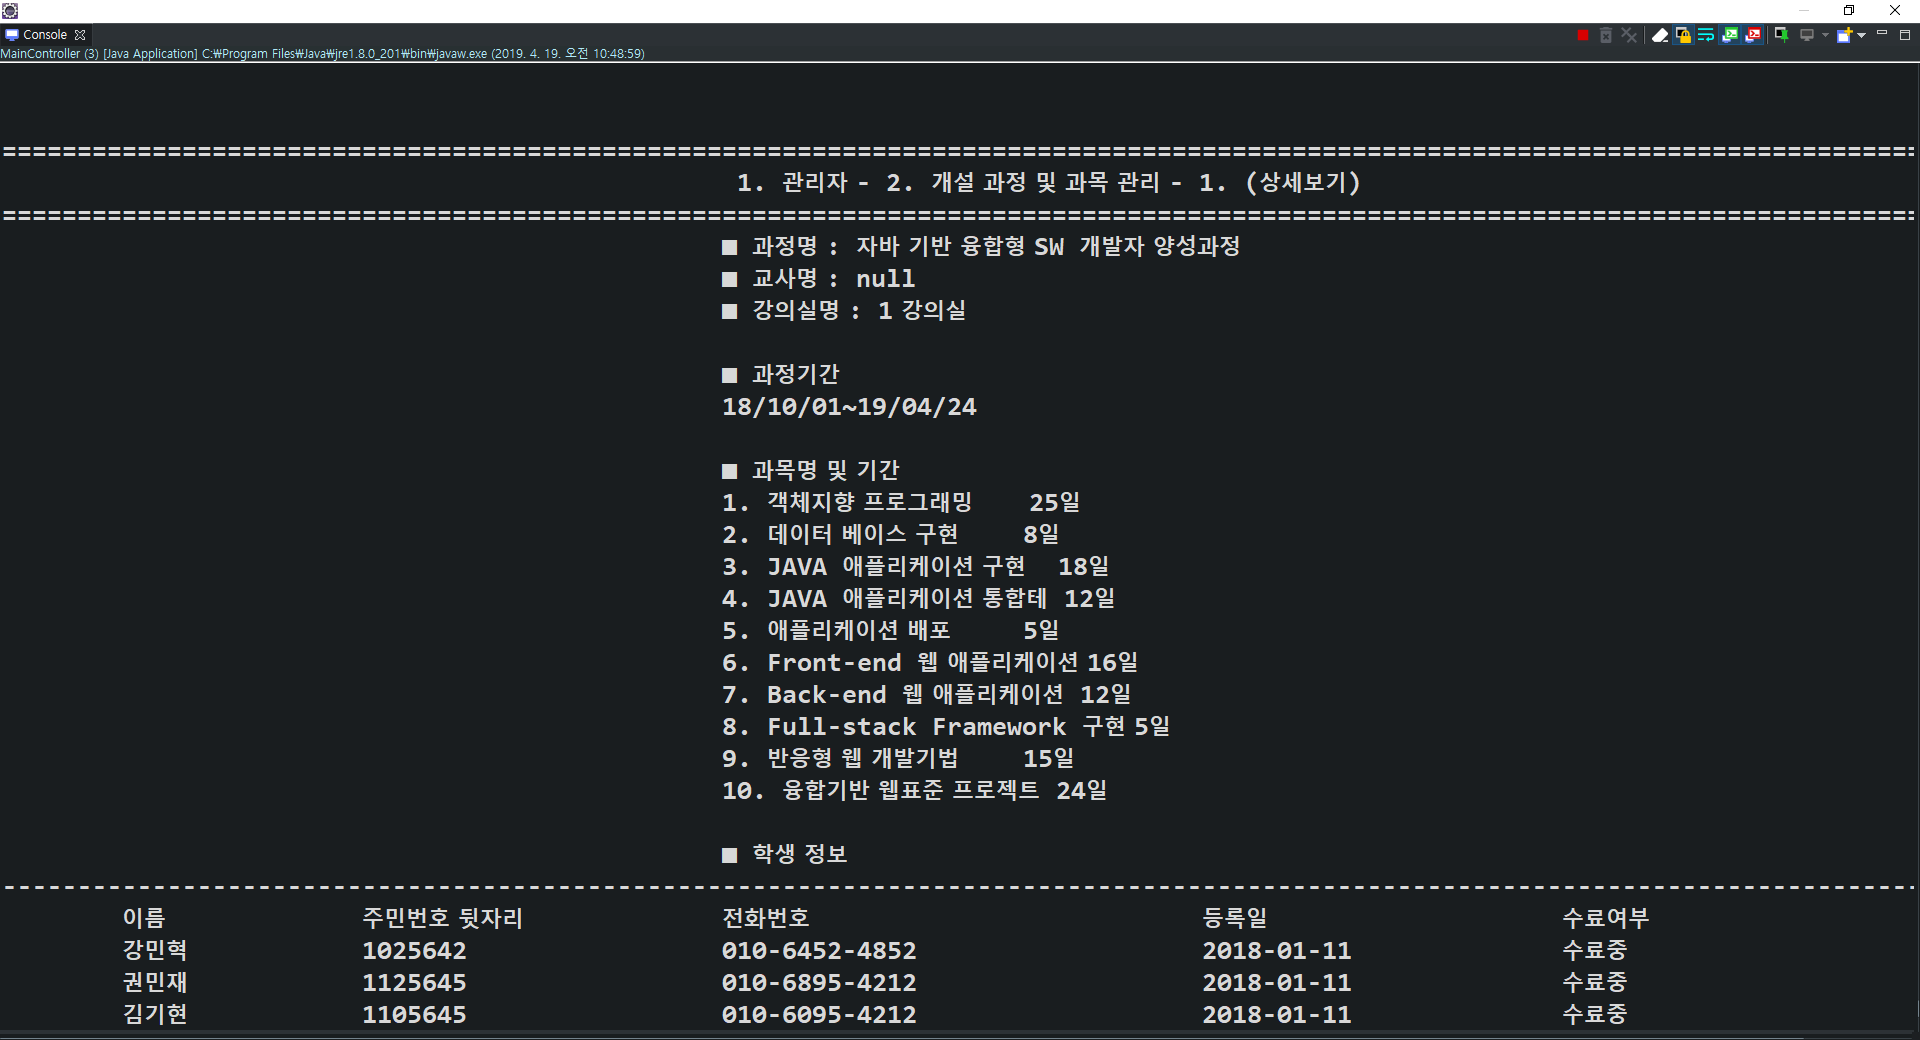 Console
MainController (3) [Java Application] C:₩Program Files₩Java₩jre1.8.0_201₩bin₩javaw.exe (2019. 4. 19. 오전 10:48:59)
================================================================================================================================
1. 관리자 - 2. 개설 과정 및 과목 관리 - 1. (상세보기)
================================================================================================================================
■ 과정명 : 자바 기반 융합형 SW 개발자 양성과정
■ 교사명 : null
■ 강의실명 : 1 강의실
■ 과정기간
18/10/01~19/04/24
■ 과목명 및 기간
1. 객체지향 프로그래밍 25일
2. 데이터 베이스 구현 8일
3. JAVA 애플리케이션 구현 18일
4. JAVA 애플리케이션 통합테 12일
5. 애플리케이션 배포 5일
6. Front-end 웹 애플리케이션 16일
7. Back-end 웹 애플리케이션 12일
8. Full-stack Framework 구현 5일
9. 반응형 웹 개발기법 15일
10. 융합기반 웹표준 프로젝트 24일
■ 학생 정보
--------------------------------------------------------------------------------------------------------------------------------
이름 주민번호 뒷자리 전화번호 등록일 수료여부
강민혁 1025642 010-6452-4852 2018-01-11 수료중
권민재 1125645 010-6895-4212 2018-01-11 수료중
김기현 1105645 010-6095-4212 2018-01-11 수료중